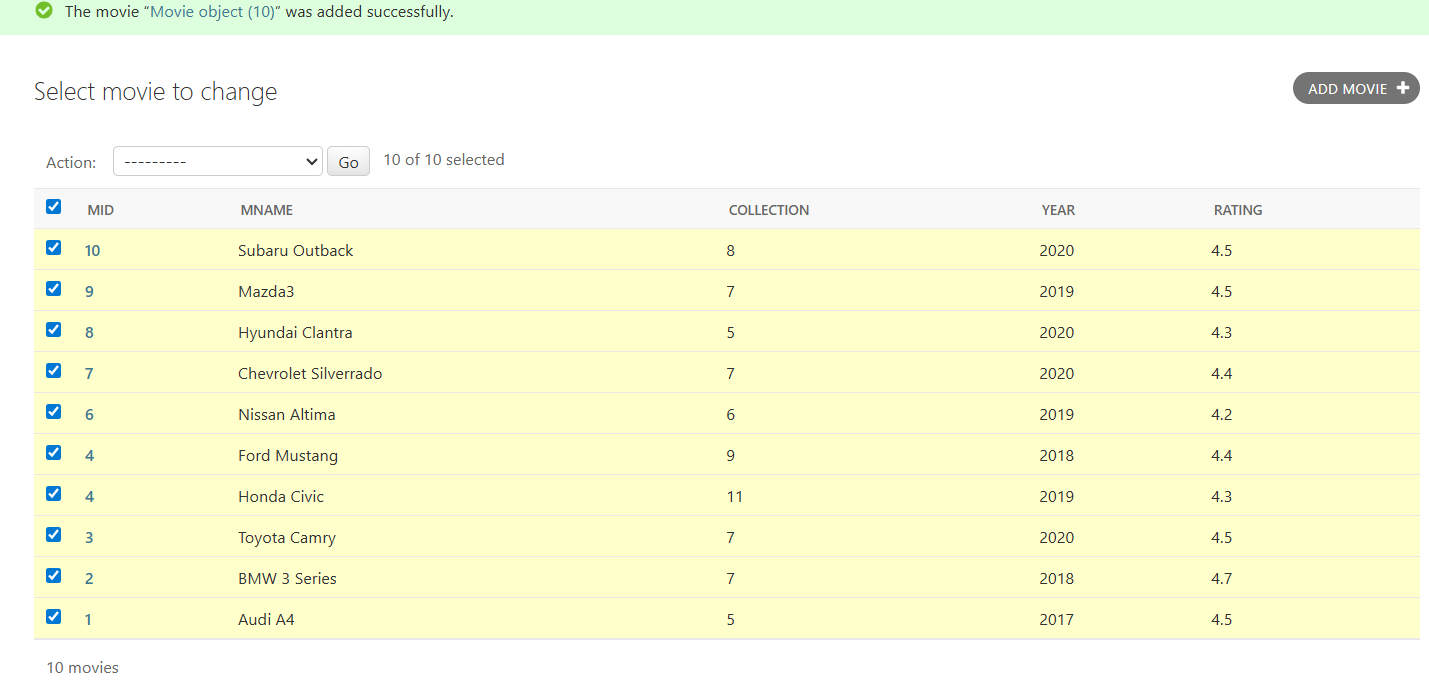 The movie “Movie object (10)” was added successfully.
Select movie to change
ADD MOVIE +
Action: --------- Go 10 of 10 selected
MID MNAME COLLECTION YEAR RATING
10 Subaru Outback 8 2020 4.5
9 Mazda3 7 2019 4.5
8 Hyundai Clantra 5 2020 4.3
7 Chevrolet Silverrado 7 2020 4.4
6 Nissan Altima 6 2019 4.2
4 Ford Mustang 9 2018 4.4
4 Honda Civic 11 2019 4.3
3 Toyota Camry 7 2020 4.5
2 BMW 3 Series 7 2018 4.7
1 Audi A4 5 2017 4.5
10 movies